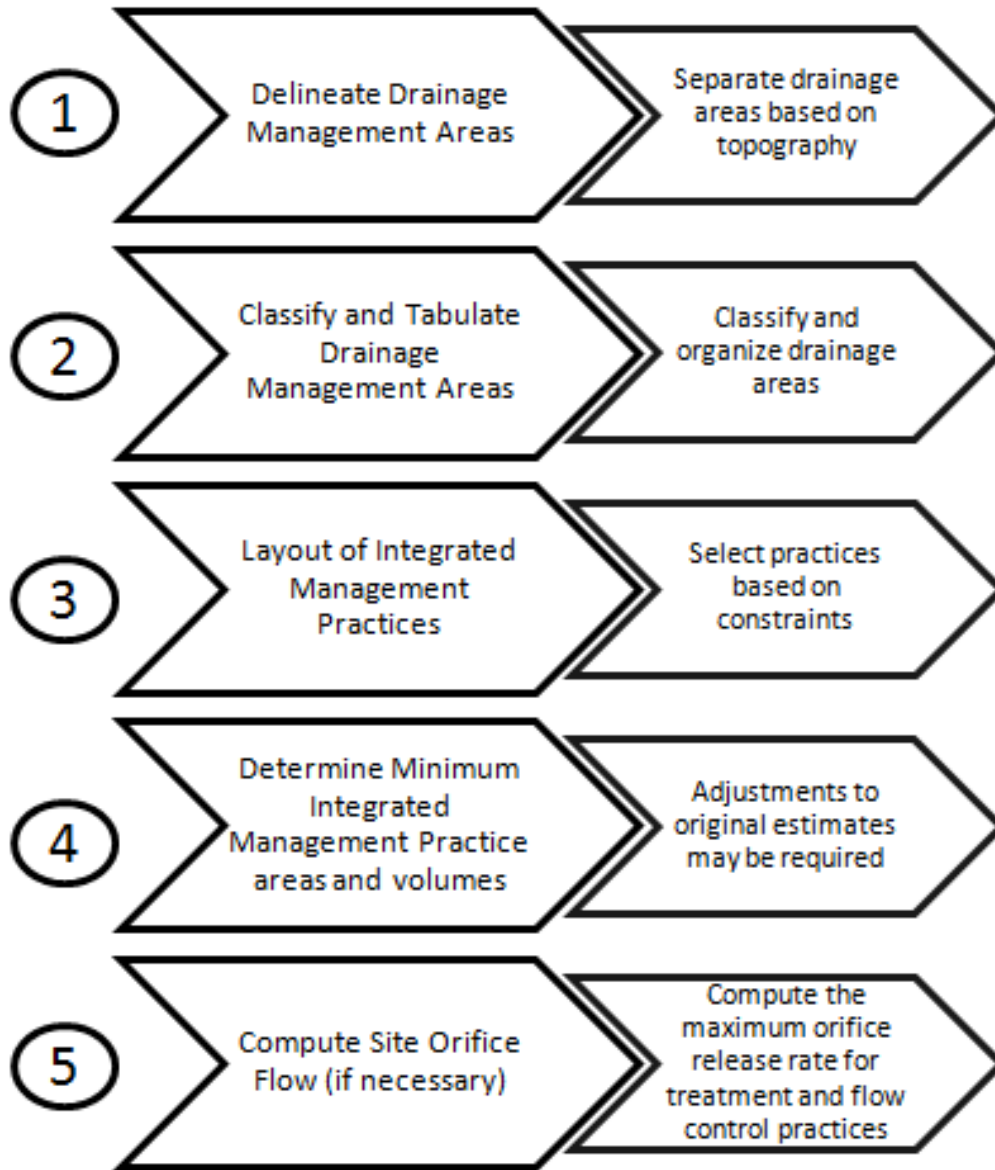 1
Delineate Drainage
Management Areas
Separate drainage
areas based on
topography
2
Classify and Tabulate
Drainage
Management Areas
Classify and
organize drainage
areas
3
Layout of Integrated
Management
Practices
Select practices
based on
constraints
4
Determine Minimum
Integrated
Management Practice
areas and volumes
Adjustments to
original estimates
may be required
5
Compute Site Orifice
Flow (if necessary)
Compute the
maximum orifice
release rate for
treatment and flow
control practices